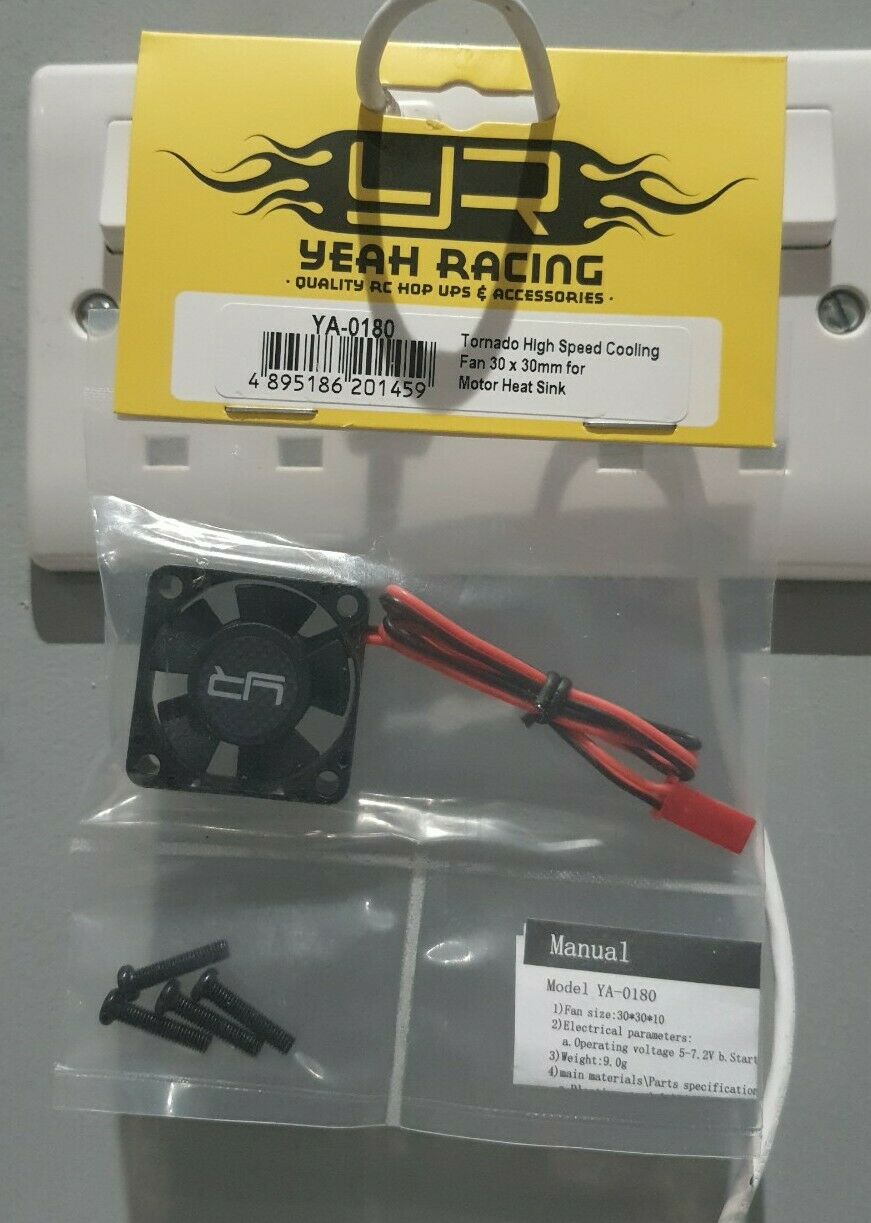 YR
YEAH RACING
· QUALITY RC HOP UPS & ACCESSORIES ·
YA-0180
4 895186 201459
Tornado High Speed Cooling
Fan 30 x 30mm for
Motor Heat Sink
YR
Manual
Model YA-0180
1)Fan size:30*30*10
2)Electrical parameters:
a. Operating voltage 5-7.2V b. Start
3)Weight:9.0g
4)main materials\Parts specification